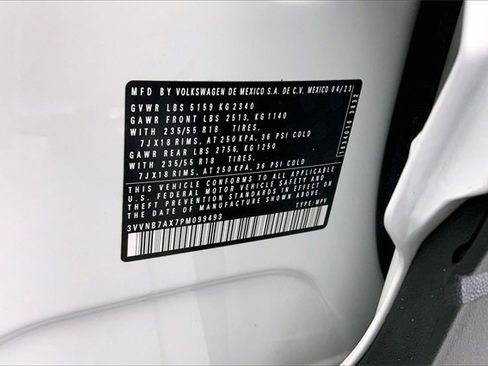 MFD BY VOLKSWAGEN DE MEXICO S.A. DE C.V. MEXICO 04/23
GVWR LBS 5159 KG 2340
GAWR FRONT LBS 2513, KG 1140
WITH 235/55 R18 TIRES,
7JX18 RIMS, AT 250 KPA, 36 PSI COLD
GAWR REAR LBS 2756, KG 1250
WITH 235/55 R18 TIRES,
7JX18 RIMS, AT 250 KPA, 36 PSI COLD
THIS VEHICLE CONFORMS TO ALL APPLICABLE
U.S. FEDERAL MOTOR VEHICLE SAFETY STANDARDS
IN EFFECT ON THE DATE OF MANUFACTURE SHOWN ABOVE.
3VVNB7AX7PM099493 TYPE: MPV